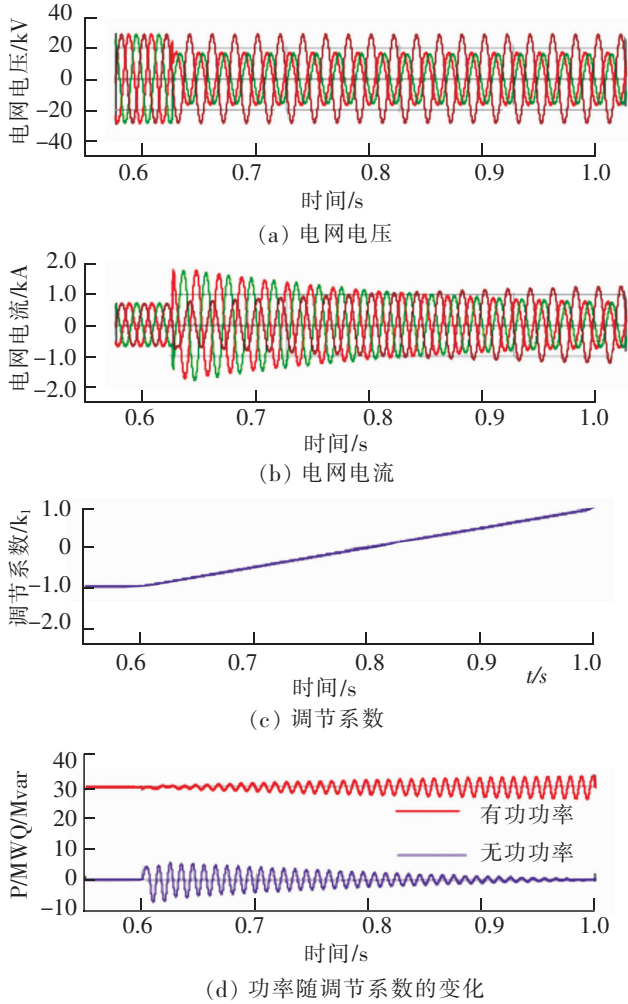 40
20
0
-20
-40
电网电压/kV
0.6 0.7 0.8 0.9 1.0
时间/s
(a) 电网电压
2.0
1.0
0
-1.0
-2.0
电网电流/kA
0.6 0.7 0.8 0.9 1.0
时间/s
(b) 电网电流
1.0
0
-1.0
-2.0
调节系数/k₁
0.6 0.7 0.8 0.9 1.0
t/s
时间/s
(c) 调节系数
40
30
20
10
0
-10
P/MWQ/Mvar
有功功率
无功功率
0.6 0.7 0.8 0.9 1.0
时间/s
(d) 功率随调节系数的变化